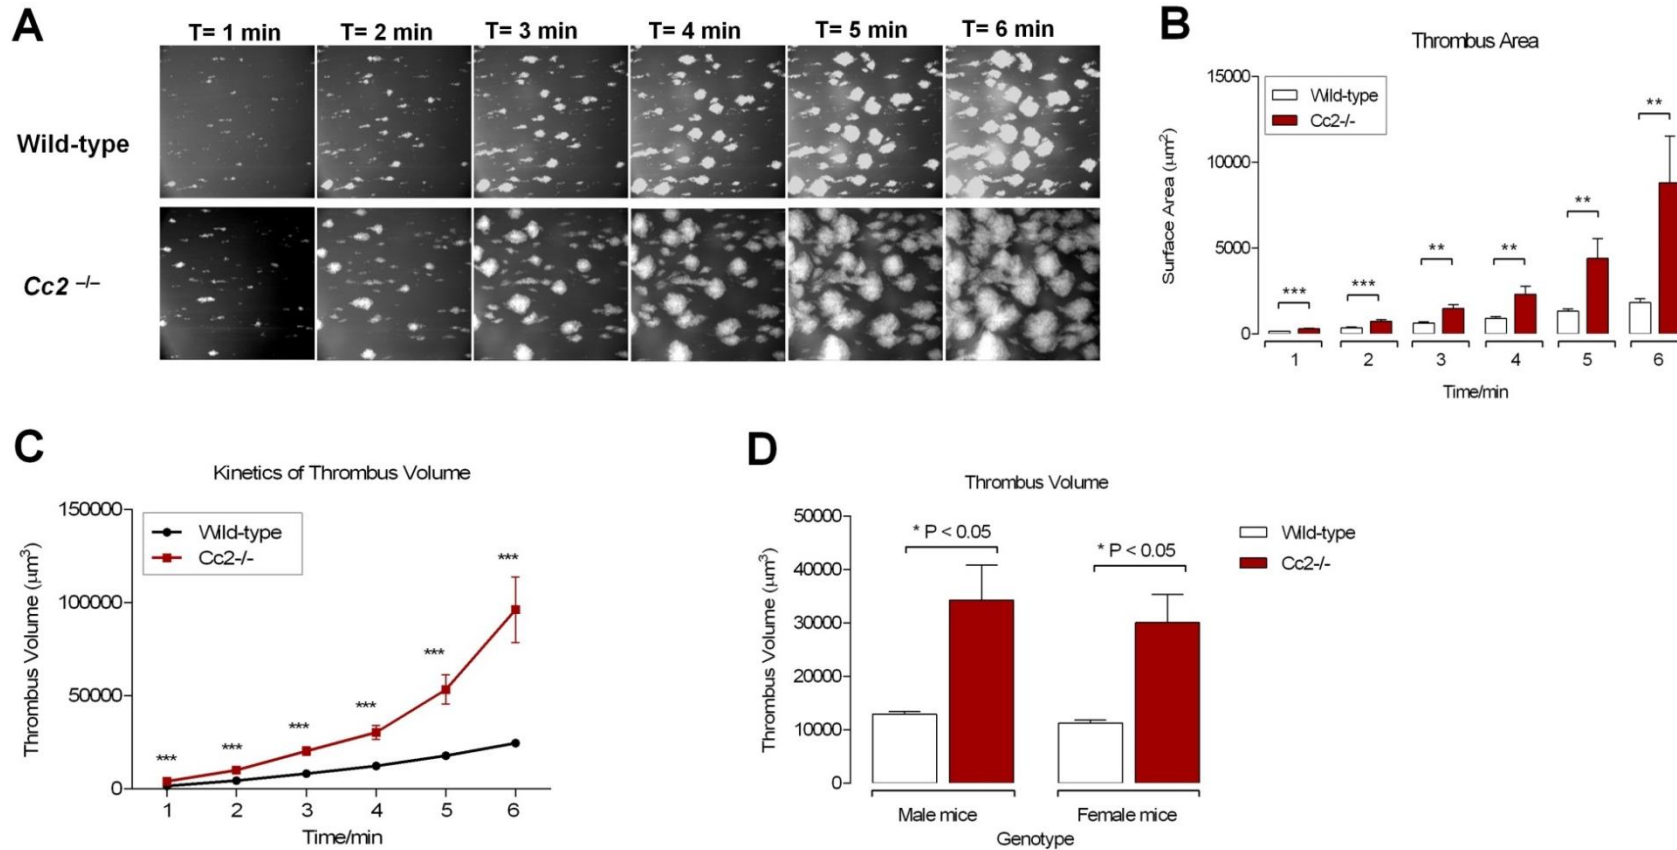 A
T= 1 min
T= 2 min
T= 3 min
T= 4 min
T= 5 min
T= 6 min
Wild-type
Cc2 –/–
B
Thrombus Area
Surface Area (μm²)
15000
10000
5000
0
Wild-type
Cc2-/-
***
***
**
**
**
**
1
2
3
4
5
6
Time/min
C
Kinetics of Thrombus Volume
Thrombus Volume (μm³)
150000
100000
50000
0
Wild-type
Cc2-/-
***
***
***
***
***
***
1
2
3
4
5
6
Time/min
D
Thrombus Volume
Thrombus Volume (μm³)
50000
40000
30000
20000
10000
0
* P < 0.05
* P < 0.05
Wild-type
Cc2-/-
Male mice
Female mice
Genotype